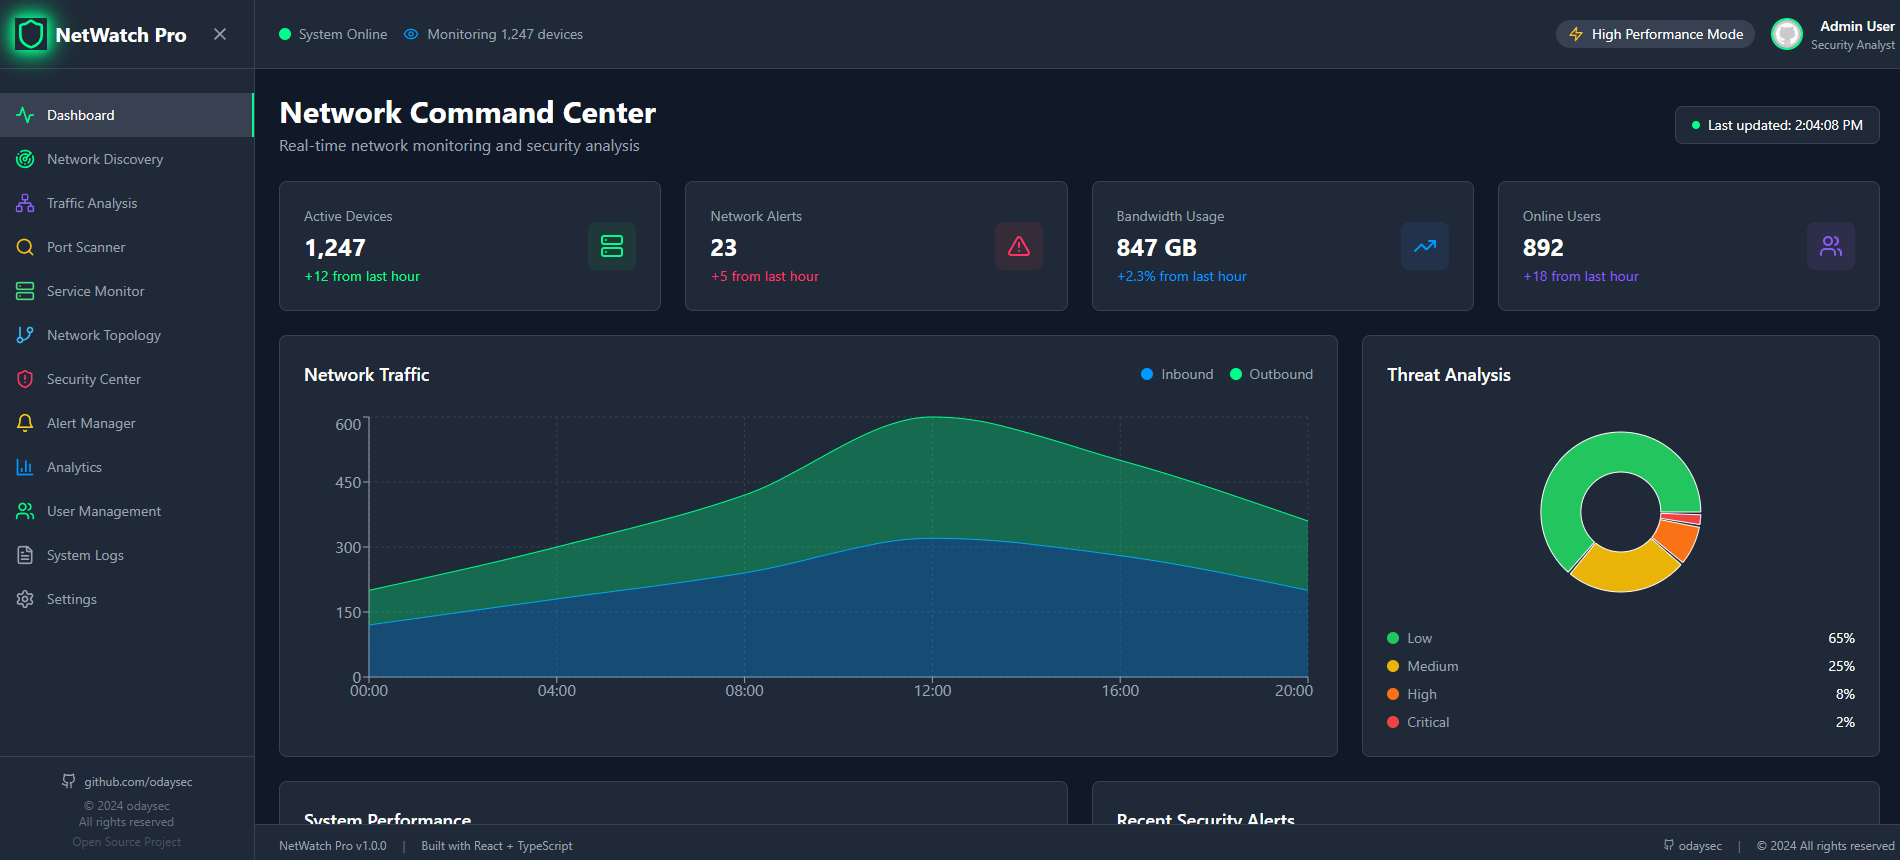 NetWatch Pro
System Online
Monitoring 1,247 devices
High Performance Mode
Admin User
Security Analyst
Dashboard
Network Discovery
Traffic Analysis
Port Scanner
Service Monitor
Network Topology
Security Center
Alert Manager
Analytics
User Management
System Logs
Settings
github.com/odaysec
© 2024 odaysec
All rights reserved
Open Source Project
Network Command Center
Real-time network monitoring and security analysis
Last updated: 2:04:08 PM
Active Devices
1,247
+12 from last hour
Network Alerts
23
+5 from last hour
Bandwidth Usage
847 GB
+2.3% from last hour
Online Users
892
+18 from last hour
Network Traffic
Inbound
Outbound
600
450
300
150
0
00:00
04:00
08:00
12:00
16:00
20:00
Threat Analysis
Low
65%
Medium
25%
High
8%
Critical
2%
System Performance
Recent Security Alerts
NetWatch Pro v1.0.0
|
Built with React + TypeScript
odaysec
|
© 2024 All rights reserved